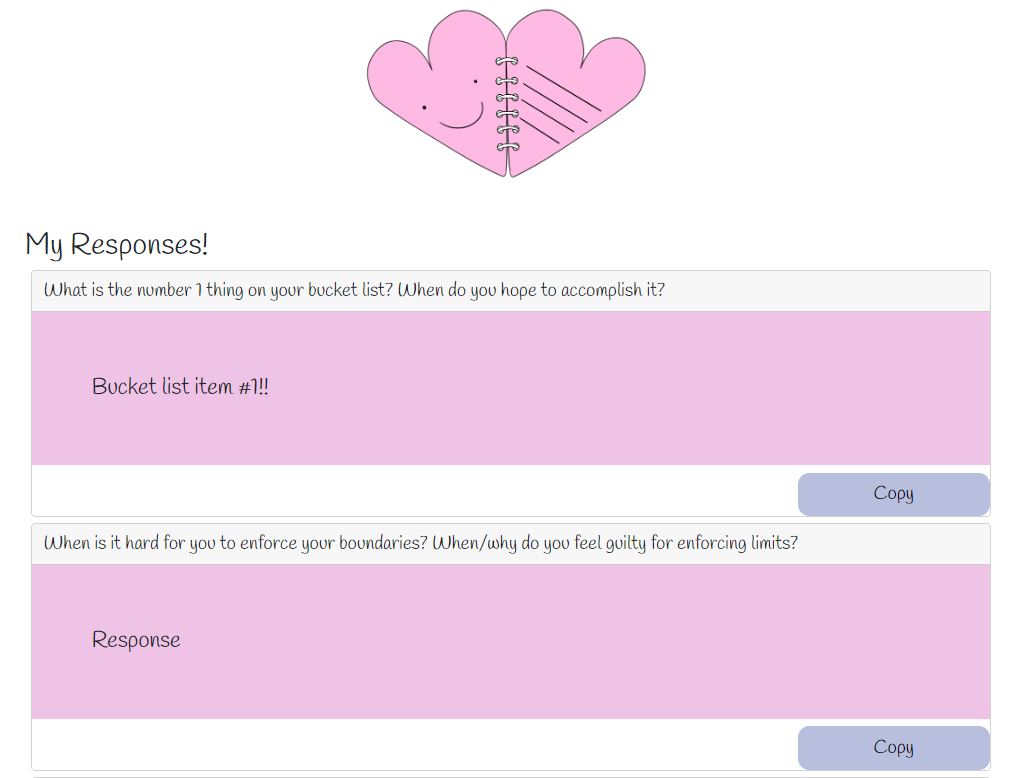 My Responses!
What is the number 1 thing on your bucket list? When do you hope to accomplish it?
Bucket list item #1!!
Copy
When is it hard for you to enforce your boundaries? When/why do you feel guilty for enforcing limits?
Response
Copy